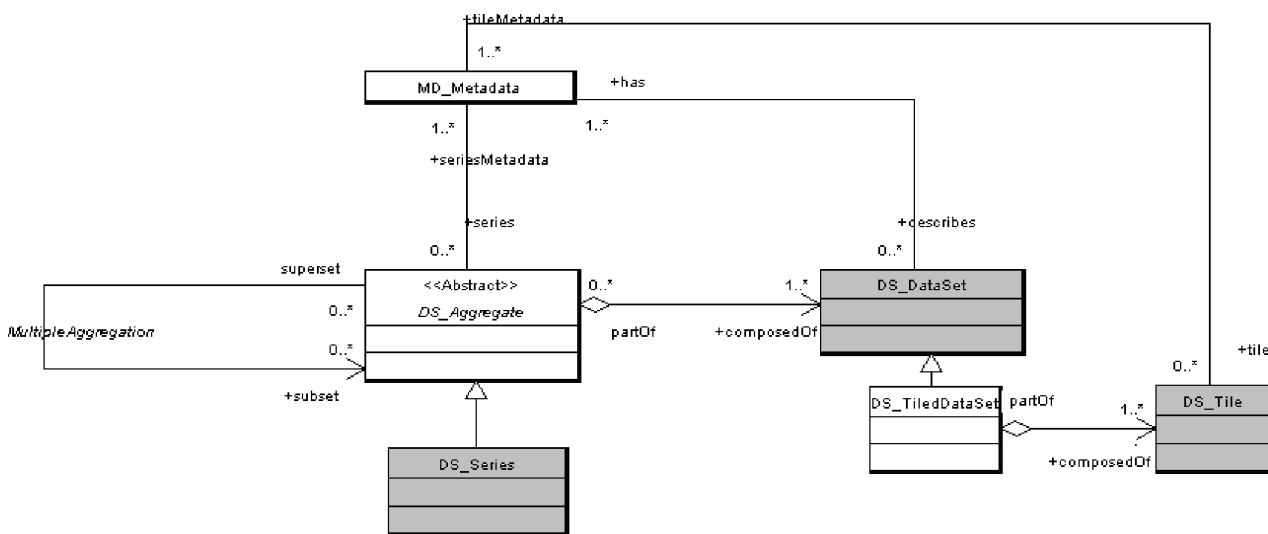 +tileMetadata
1..*
MD_Metadata
+has
1..*
1..*
+seriesMetadata
+series
+describes
0..*
0..*
superset
<<Abstract>>
DS_Aggregate
0..*
1..*
DS_DataSet
0..*
MultipleAggregation
partOf
+composedOf
0..*
+subset
+tile
0..*
DS_TiledDataSet
partOf
1..*
DS_Tile
+composedOf
DS_Series